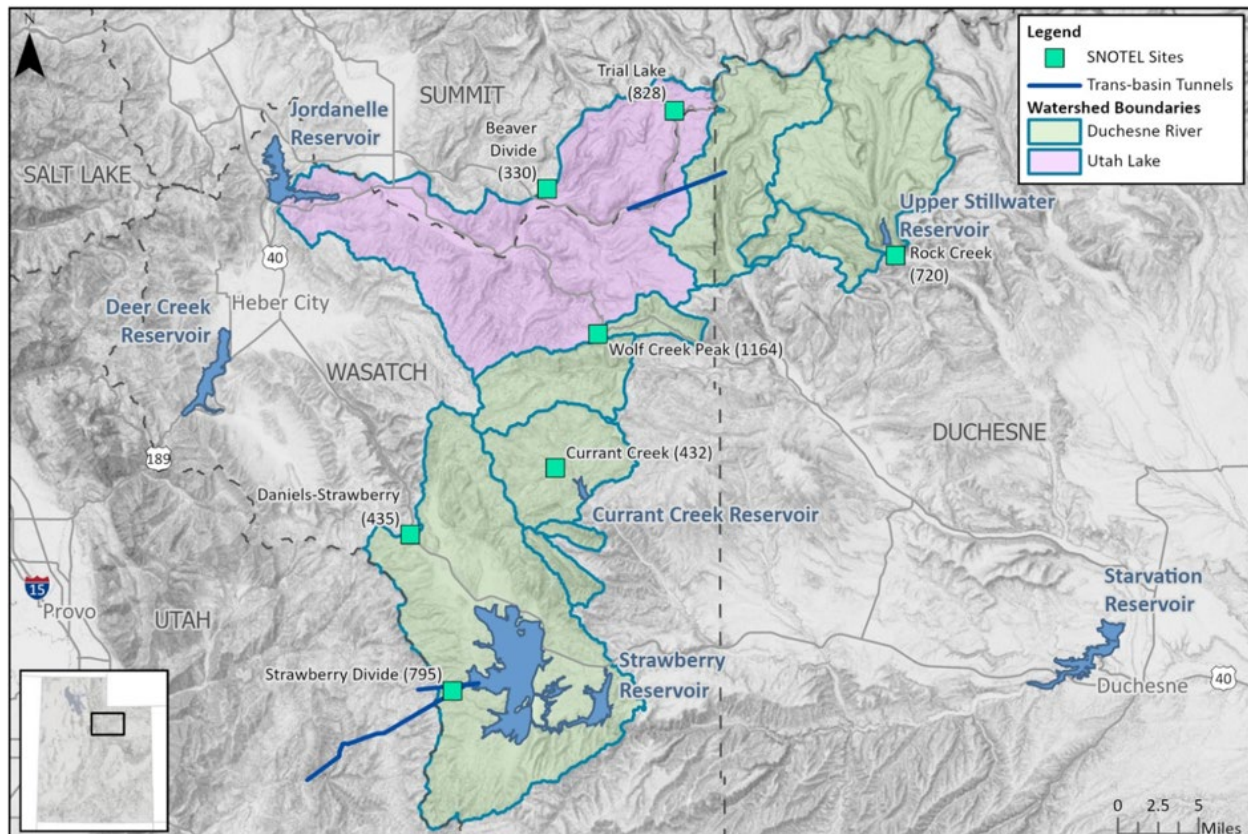 N
Legend
SNOTEL Sites
Trans-basin Tunnels
Watershed Boundaries
Duchesne River
Utah Lake
Trial Lake
(828)
SUMMIT
Jordanelle
Reservoir
Beaver
Divide
(330)
SALT LAKE
Upper Stillwater
Reservoir
Rock Creek
(720)
40
Heber City
Deer Creek
Reservoir
Wolf Creek Peak (1164)
WASATCH
DUCHESNE
189
Currant Creek (432)
Daniels-Strawberry
(435)
Currant Creek Reservoir
15
Provo
UTAH
Starvation
Reservoir
Strawberry Divide (795)
Strawberry
Reservoir
Duchesne
40
0 2.5 5
Miles